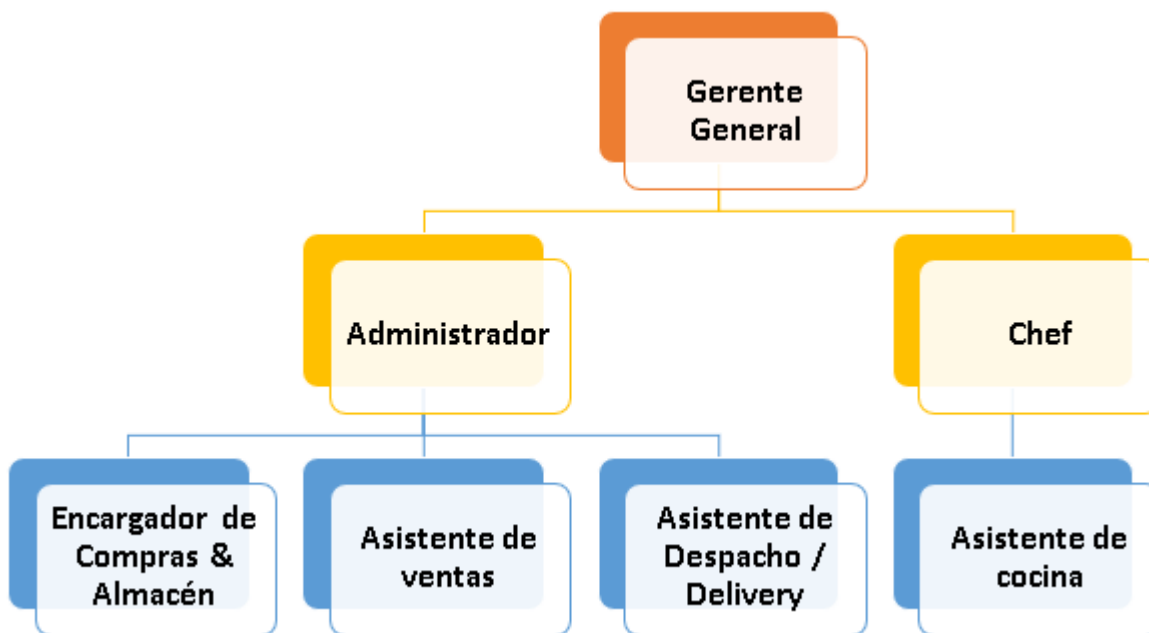 Gerente
General
Administrador
Chef
Encargador de
Compras &
Almacén
Asistente de
ventas
Asistente de
Despacho /
Delivery
Asistente de
cocina